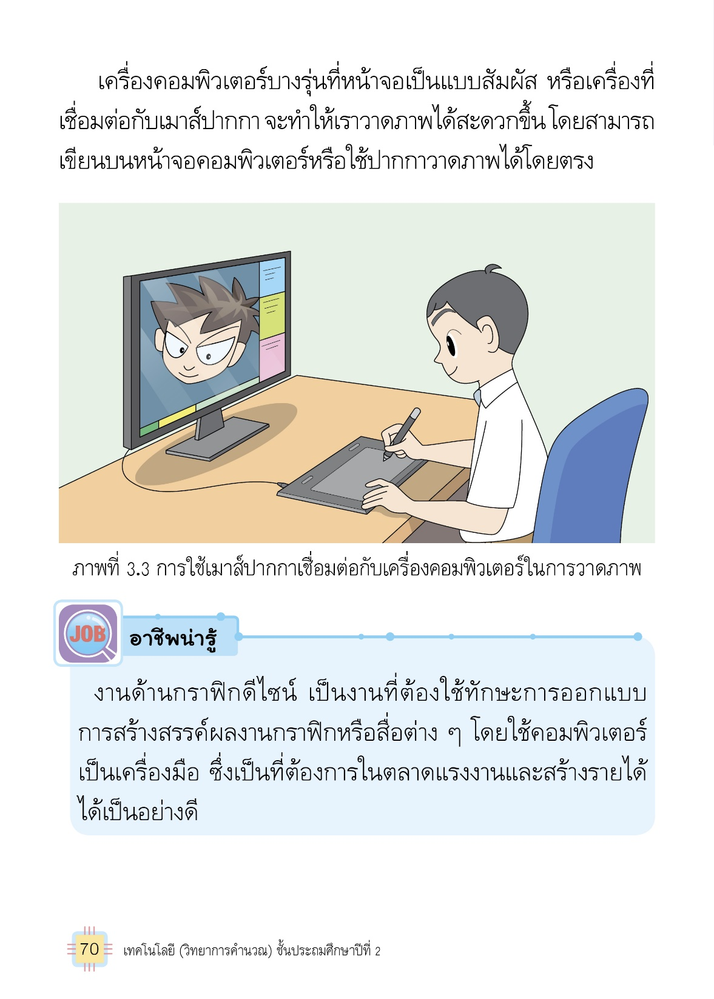 เครื่องคอมพิวเตอร์บางรุ่นที่หน้าจอเป็นแบบสัมผัส หรือเครื่องที่
เชื่อมต่อกับเมาส์ปากกา จะทำให้เราวาดภาพได้สะดวกขึ้น โดยสามารถ
เขียนบนหน้าจอคอมพิวเตอร์หรือใช้ปากกาวาดภาพได้โดยตรง
ภาพที่ 3.3 การใช้เมาส์ปากกาเชื่อมต่อกับเครื่องคอมพิวเตอร์ในการวาดภาพ
JOB
อาชีพน่ารู้
งานด้านกราฟิกดีไซน์ เป็นงานที่ต้องใช้ทักษะการออกแบบ
การสร้างสรรค์ผลงานกราฟิกหรือสื่อต่าง ๆ โดยใช้คอมพิวเตอร์
เป็นเครื่องมือ ซึ่งเป็นที่ต้องการในตลาดแรงงานและสร้างรายได้
ได้เป็นอย่างดี
70 เทคโนโลยี (วิทยาการคำนวณ) ชั้นประถมศึกษาปีที่ 2